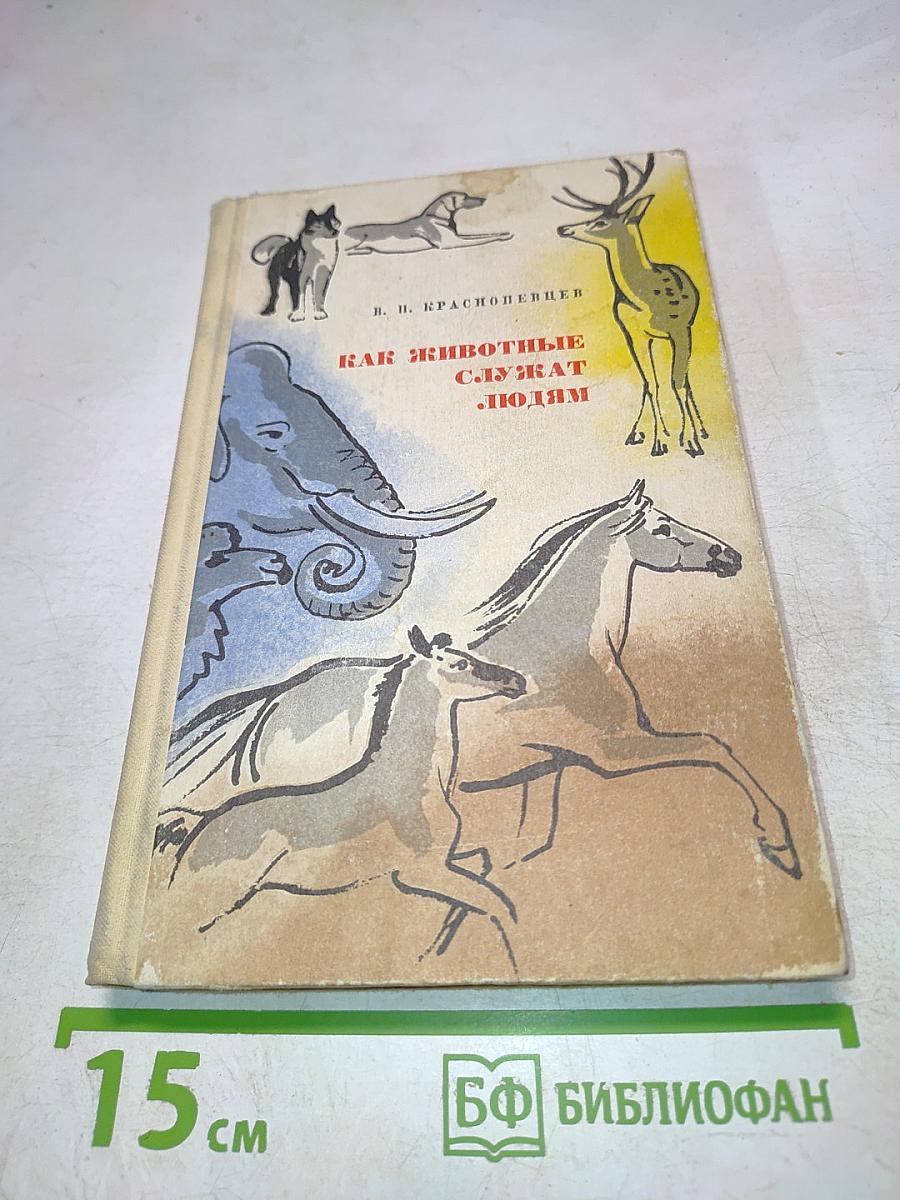 В. П. КРАСНОПЕВЦЕВ
КАК ЖИВОТНЫЕ
СЛУЖАТ
ЛЮДЯМ
15 см
БФ БИБЛИОФАН